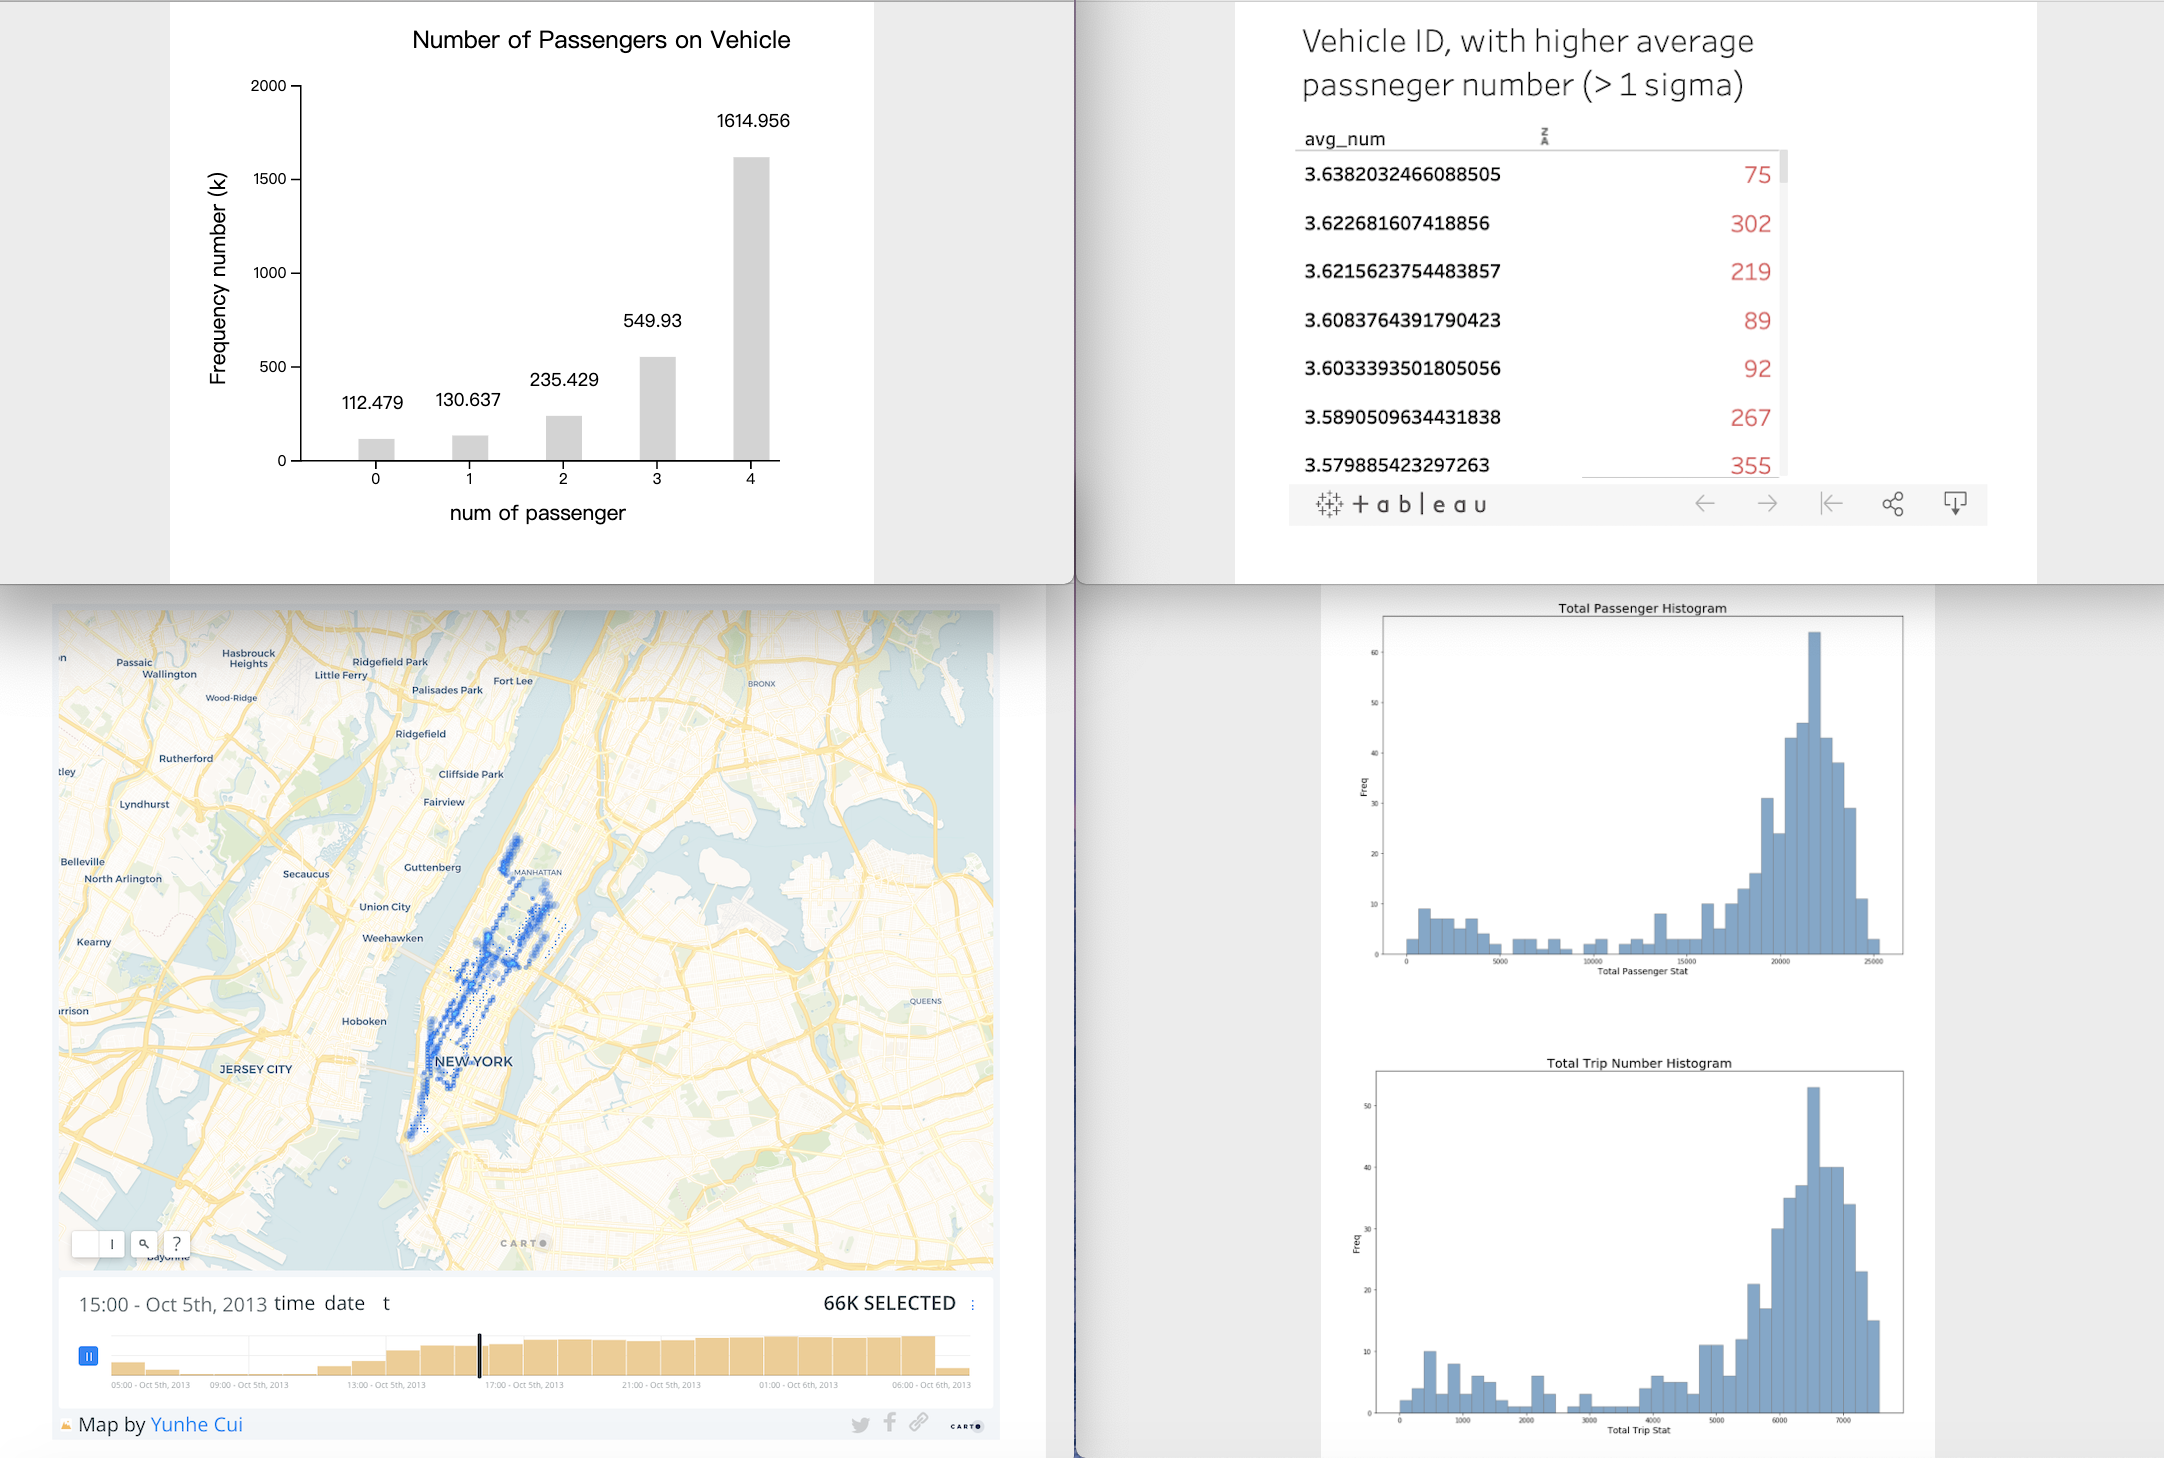 Number of Passengers on Vehicle
2000
1614.956
1500
Frequency number (k)
1000
549.93
500
235.429
112.479
130.637
0
0 1 2 3 4
num of passenger
Vehicle ID, with higher average
passneger number (> 1 sigma)
avg_num
3.6382032466088505 75
3.622681607418856 302
3.6215623754483857 219
3.6083764391790423 89
3.6033393501805056 92
3.5890509634431838 267
3.579885423297263 355
+ableau
Hasbrouck
Heights
Passaic
Wallington
Ridgefield Park
Little Ferry
Fort Lee
Palisades Park
BRONX
Wood-Ridge
Ridgefield
Rutherford
tley
Cliffside Park
Lyndhurst
Fairview
Belleville
Guttenberg
MANHATTAN
North Arlington
Secaucus
Union City
Kearny
Weehawken
QUEENS
rrison
Hoboken
NEW YORK
JERSEY CITY
?
Bayonne
CARTO
15:00 - Oct 5th, 2013 time date t
66K SELECTED
05:00 - Oct 5th, 2013 09:00 - Oct 5th, 2013 13:00 - Oct 5th, 2013 17:00 - Oct 5th, 2013 21:00 - Oct 5th, 2013 01:00 - Oct 6th, 2013 06:00 - Oct 6th, 2013
Map by Yunhe Cui
CARTO
Total Passenger Histogram
60
50
40
Freq
30
20
10
0
0 5000 10000 15000 20000 25000
Total Passenger Stat
Total Trip Number Histogram
50
40
30
Freq
20
10
0
0 1000 2000 3000 4000 5000 6000 7000
Total Trip Stat